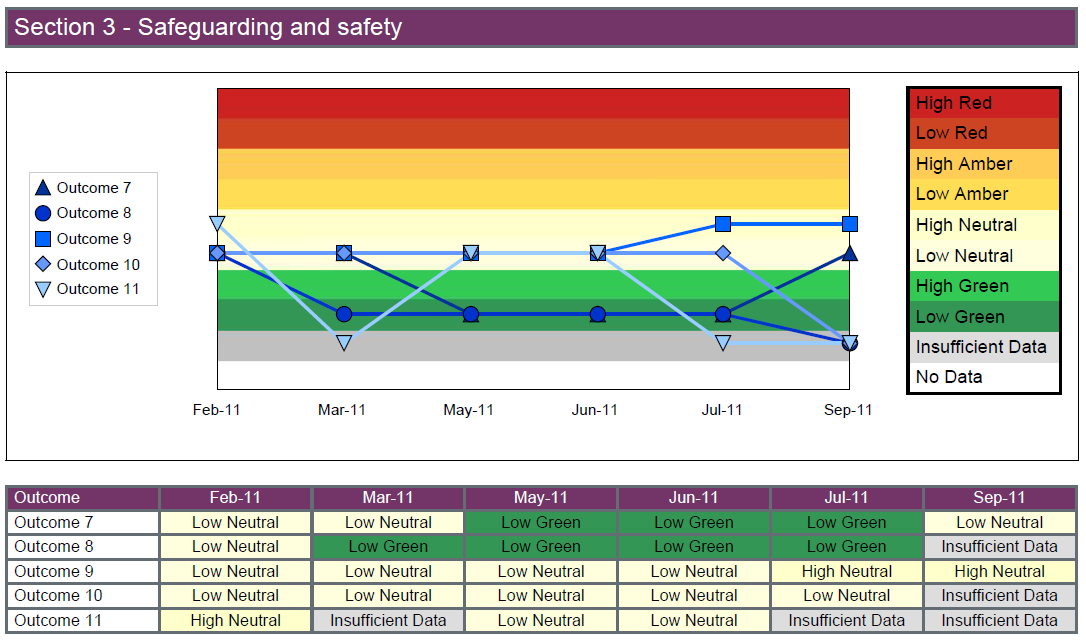 Section 3 - Safeguarding and safety
Outcome 7
Outcome 8
Outcome 9
Outcome 10
Outcome 11
High Red
Low Red
High Amber
Low Amber
High Neutral
Low Neutral
High Green
Low Green
Insufficient Data
No Data
Feb-11 Mar-11 May-11 Jun-11 Jul-11 Sep-11
Outcome Feb-11 Mar-11 May-11 Jun-11 Jul-11 Sep-11
Outcome 7 Low Neutral Low Neutral Low Green Low Green Low Green Low Neutral
Outcome 8 Low Neutral Low Green Low Green Low Green Low Green Insufficient Data
Outcome 9 Low Neutral Low Neutral Low Neutral Low Neutral High Neutral High Neutral
Outcome 10 Low Neutral Low Neutral Low Neutral Low Neutral Low Neutral Insufficient Data
Outcome 11 High Neutral Insufficient Data Low Neutral Low Neutral Insufficient Data Insufficient Data